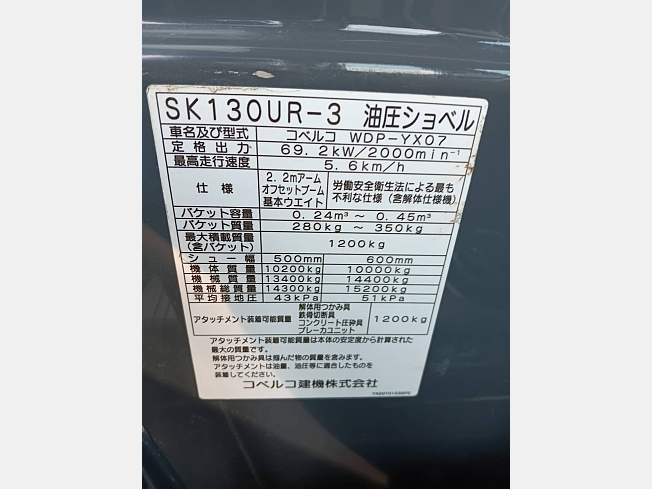 SK130UR-3 油圧ショベル
車名及び型式 コベルコ WDP-YX07
定格出力 69.2kW/2000min⁻¹
最高走行速度 5.6km/h
仕様 2.2mアーム オフセットブーム 基本ウエイト 労働安全衛生法による最も不利な仕様(含解体仕様機)
バケット容量 0.24m³ ～ 0.45m³
バケット質量 280kg ～ 350kg
最大積載質量(含バケット) 1200kg
シュー幅 500mm 600mm
機体質量 10200kg 10000kg
機械質量 13400kg 14400kg
機械総質量 14300kg 15200kg
平均接地圧 43kPa 51kPa
アタッチメント装着可能質量 解体用つかみ具 鉄骨切断具 コンクリート圧砕具 ブレーカユニット 1200kg
アタッチメント装着可能質量は本体の安定度から計算された
最大の質量です。
解体用つかみ具は掴んだ物の質量を含みます。
アタッチメントは油量、油圧等に適合したものを
装着してください。
コベルコ建機株式会社